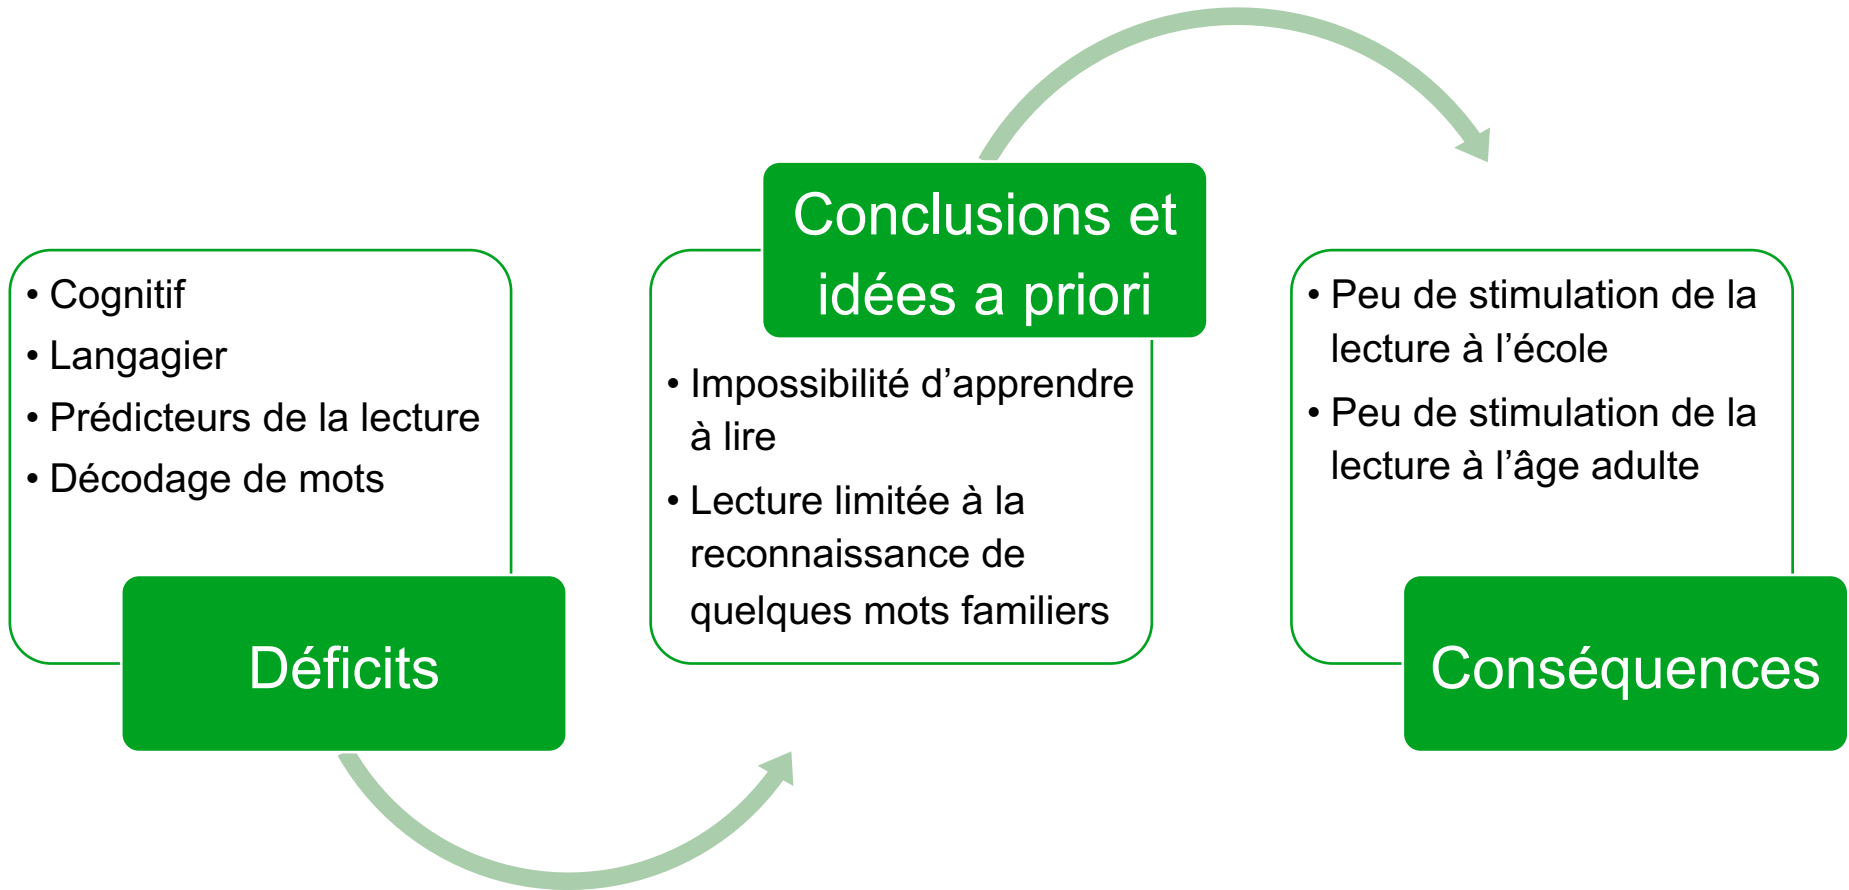 • Cognitif
• Langagier
• Prédicteurs de la lecture
• Décodage de mots
Déficits
Conclusions et
idées a priori
• Impossibilité d’apprendre
à lire
• Lecture limitée à la
reconnaissance de
quelques mots familiers
• Peu de stimulation de la
lecture à l’école
• Peu de stimulation de la
lecture à l’âge adulte
Conséquences